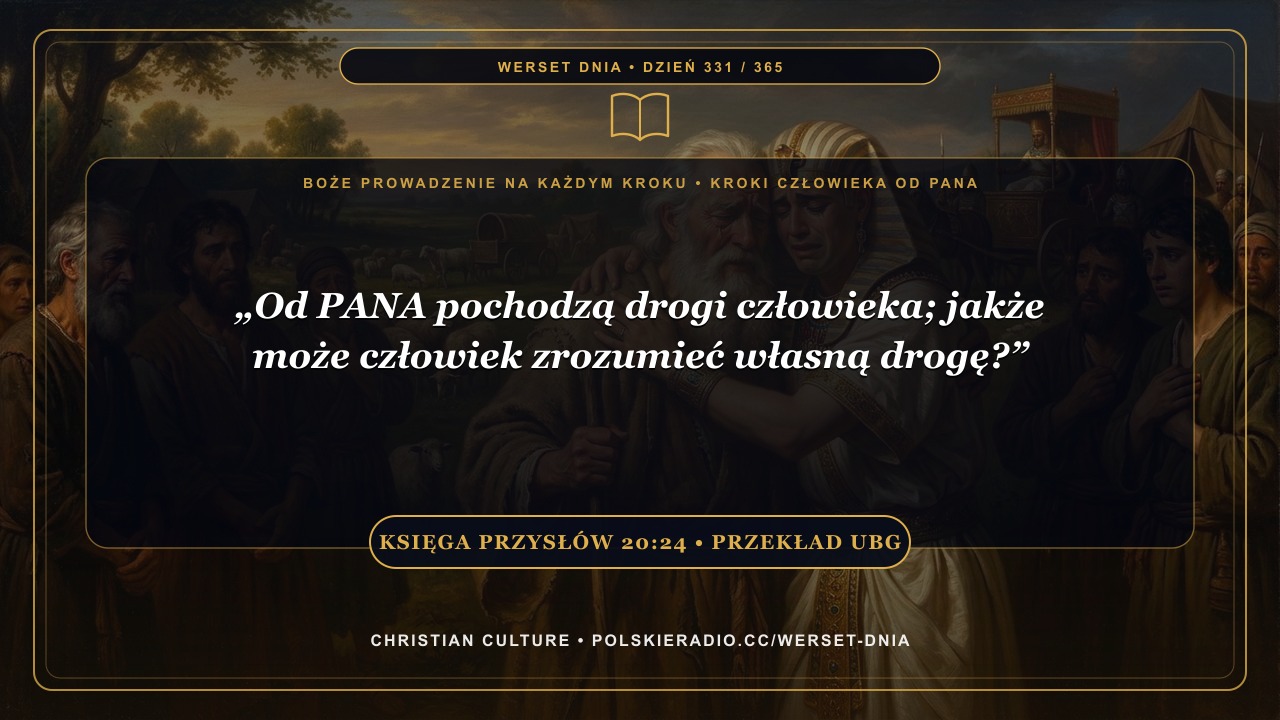 WERSET DNIA • DZIEŃ 331 / 365
BOŻE PROWADZENIE NA KAŻDYM KROKU • KROKI CZŁOWIEKA OD PANA
„Od PANA pochodzą drogi człowieka; jakże
może człowiek zrozumieć własną drogę?”
KSIĘGA PRZYSŁÓW 20:24 • PRZEKŁAD UBG
CHRISTIAN CULTURE • POLSKIERADIO.CC/WERSET-DNIA